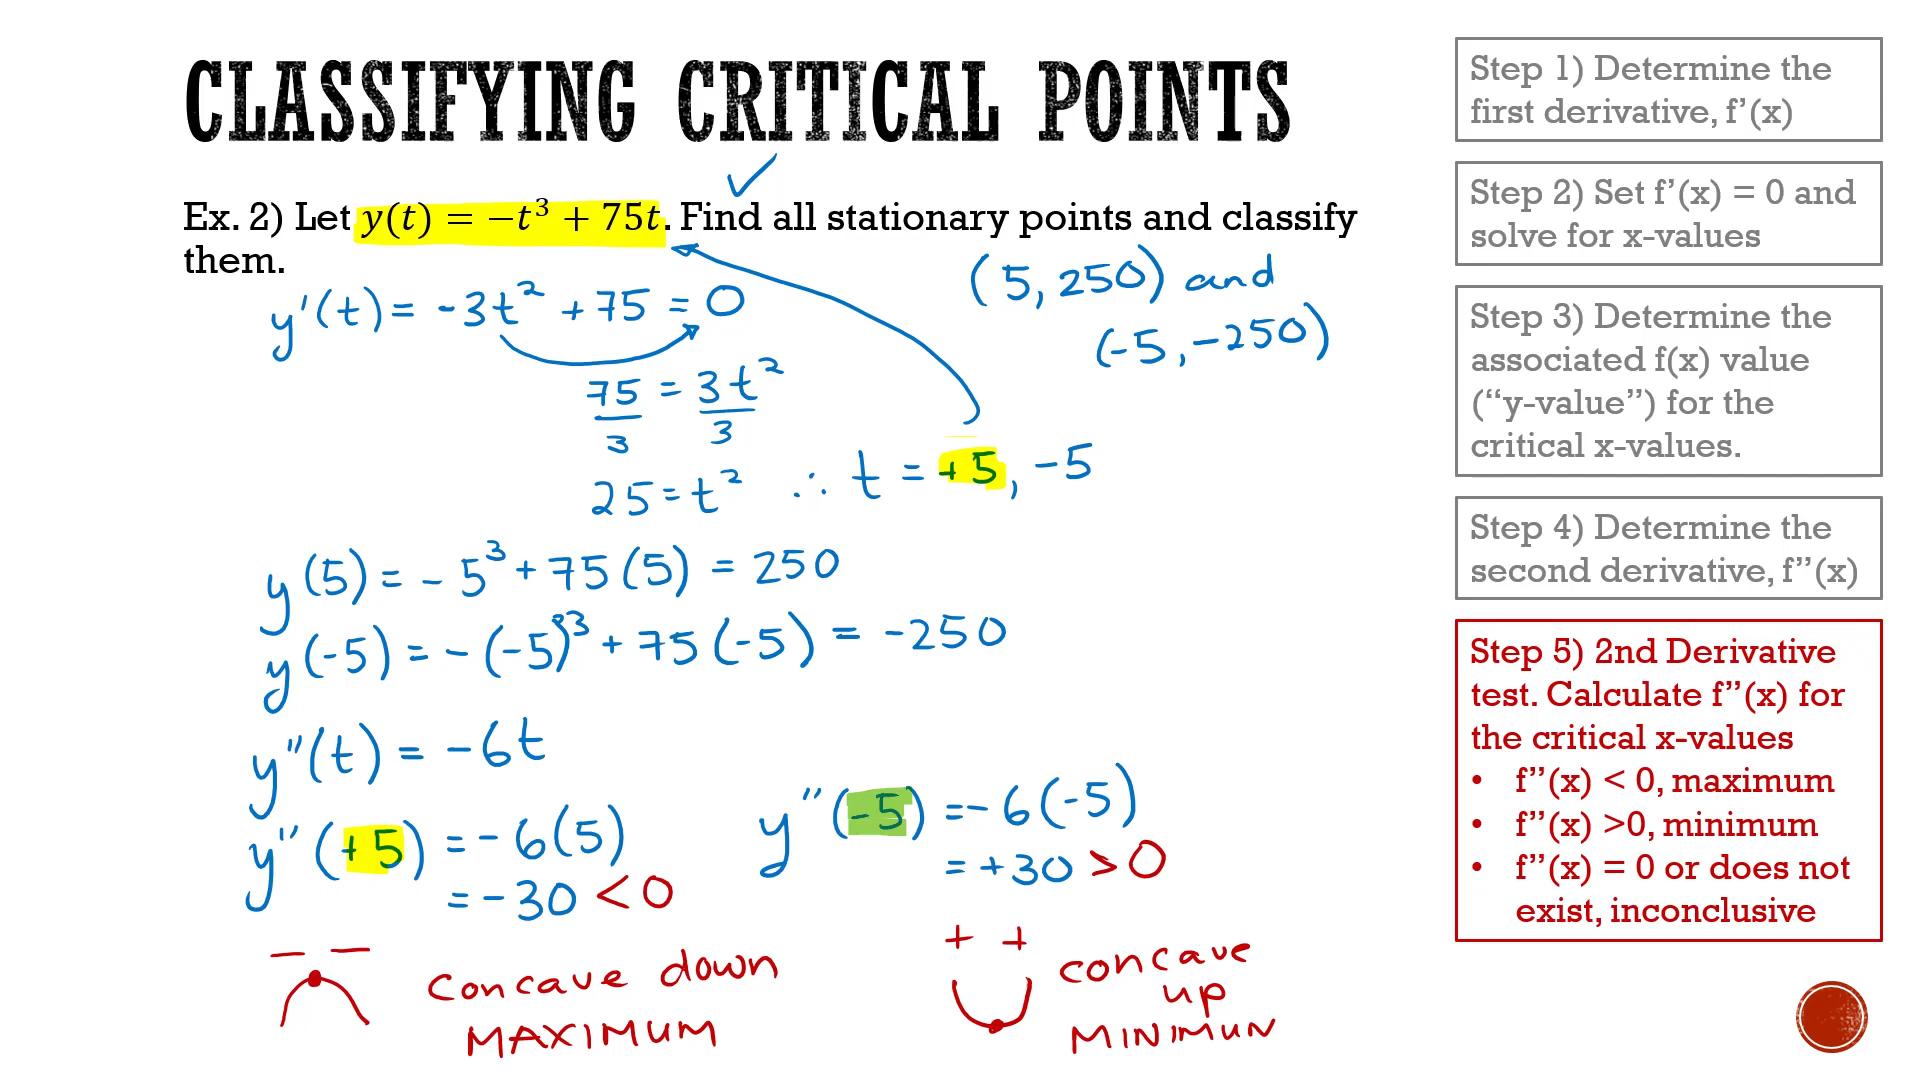 CLASSIFYING CRITICAL POINTS
Ex. 2) Let y(t) = −t³ + 75t. Find all stationary points and classify
them.
y'(t) = -3t² + 75 = 0
(5, 250) and
(-5, -250)
75 = 3t²
3 3
25 = t² ∴ t = +5, -5
y(5) = -5³ + 75(5) = 250
y(-5) = -(-5)³ + 75(-5) = -250
y''(t) = -6t
y''(+5) = -6(5)
= -30 < 0
y''(-5) = -6(-5)
= +30 > 0
— —
concave down
MAXIMUM
+ +
concave
up
MINIMUN
Step 1) Determine the
first derivative, f’(x)
Step 2) Set f’(x) = 0 and
solve for x-values
Step 3) Determine the
associated f(x) value
(“y-value”) for the
critical x-values.
Step 4) Determine the
second derivative, f”(x)
Step 5) 2nd Derivative
test. Calculate f”(x) for
the critical x-values
• f”(x) < 0, maximum
• f”(x) >0, minimum
• f”(x) = 0 or does not
exist, inconclusive